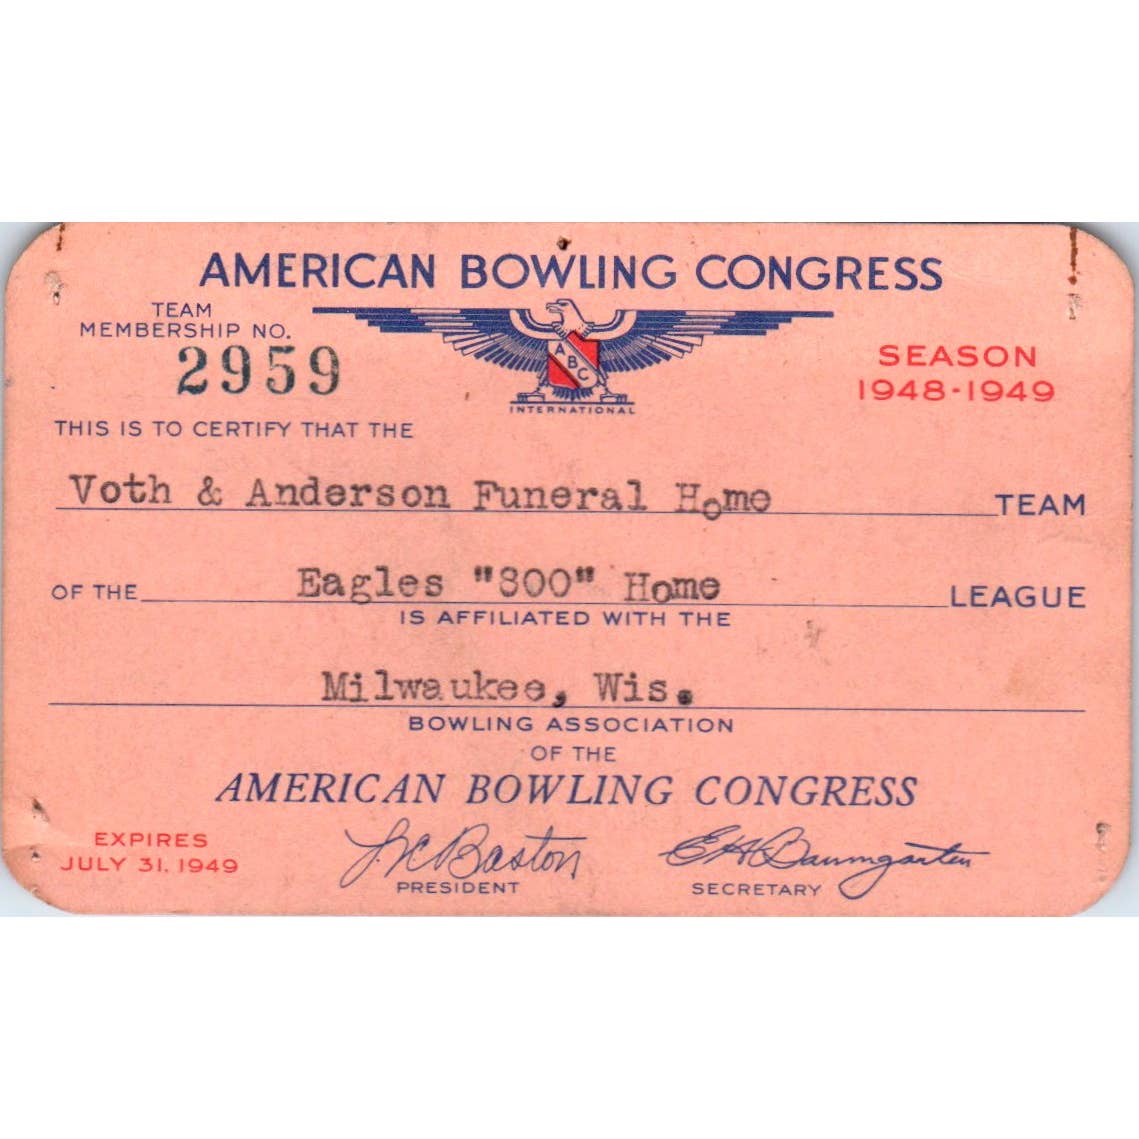 AMERICAN BOWLING CONGRESS
TEAM
MEMBERSHIP NO.
2959
ABC
INTERNATIONAL
SEASON
1948-1949
THIS IS TO CERTIFY THAT THE
Voth & Anderson Funeral Home TEAM
OF THE Eagles "800" Home LEAGUE
IS AFFILIATED WITH THE
Milwaukee, Wis.
BOWLING ASSOCIATION
OF THE
AMERICAN BOWLING CONGRESS
EXPIRES
JULY 31, 1949
J. W. C. Baston
PRESIDENT
E H Baumgarten
SECRETARY